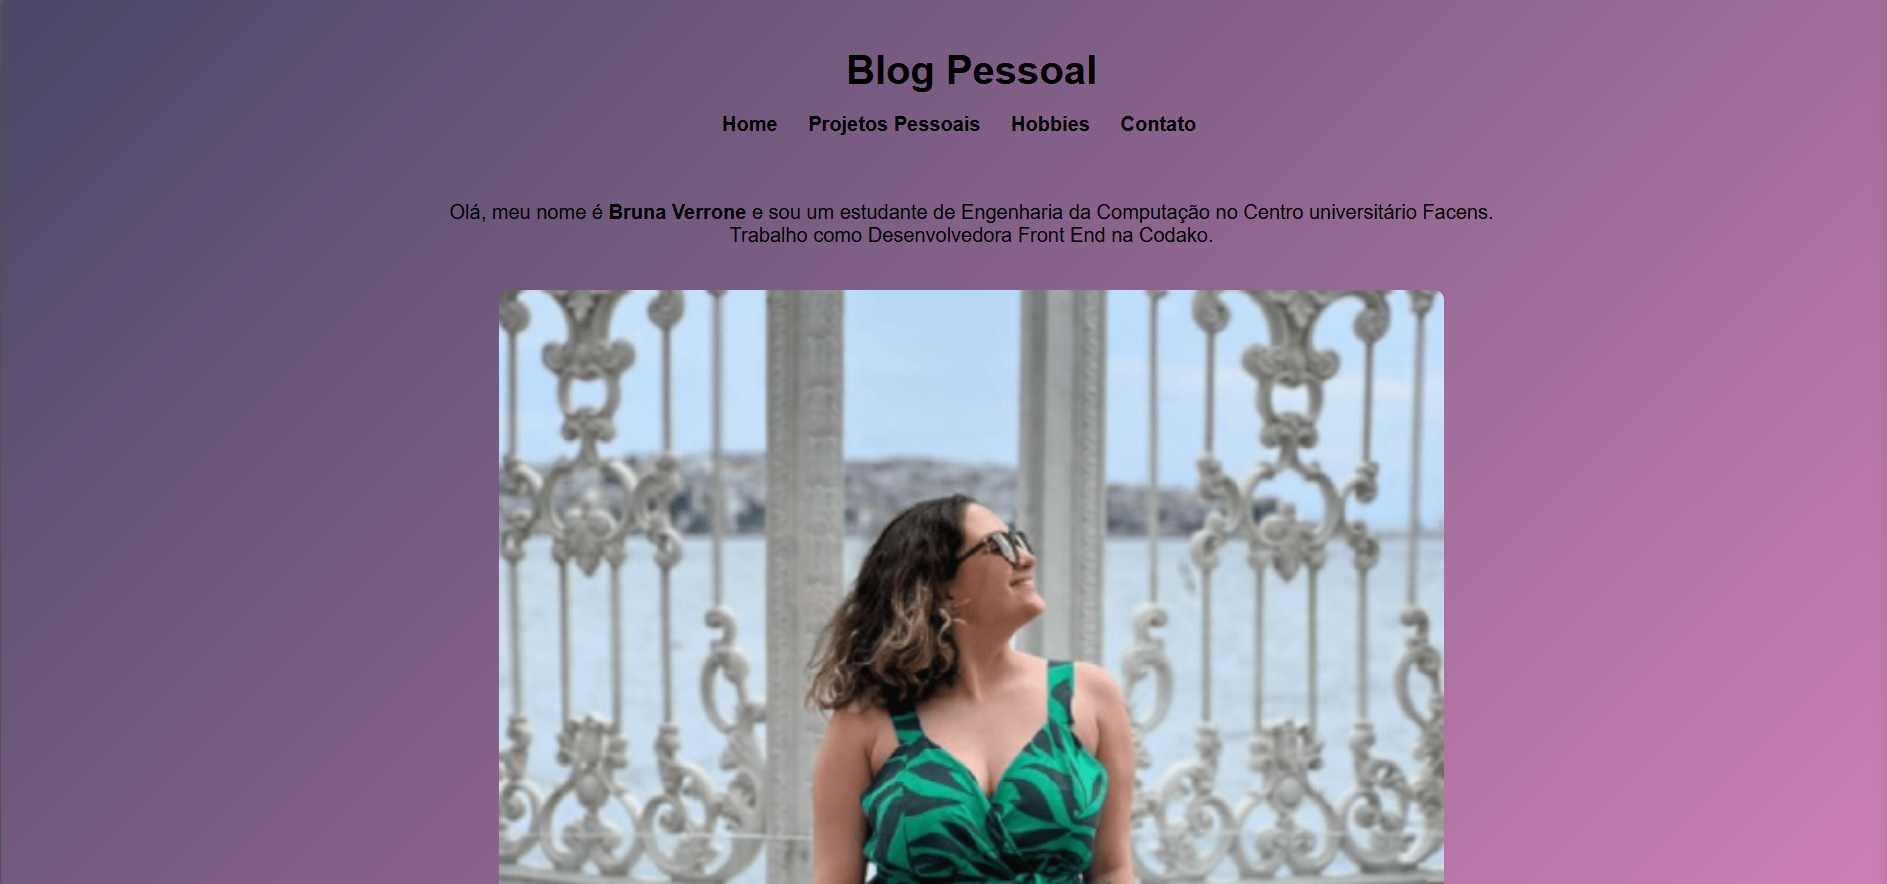 Blog Pessoal
Home Projetos Pessoais Hobbies Contato
Olá, meu nome é Bruna Verrone e sou um estudante de Engenharia da Computação no Centro universitário Facens.
Trabalho como Desenvolvedora Front End na Codako.